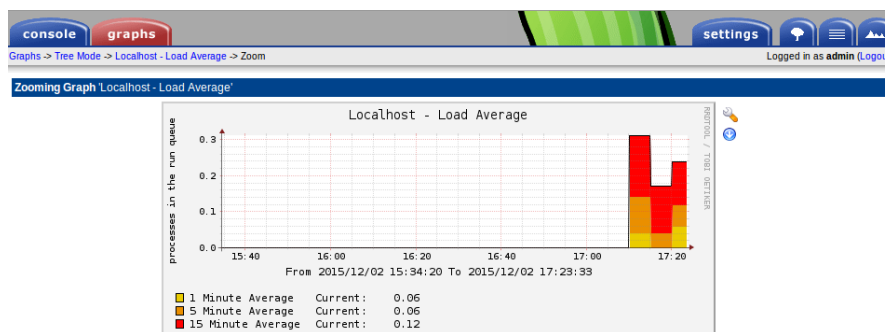 console graphs settings
Graphs -> Tree Mode -> Localhost - Load Average -> Zoom Logged in as admin (Logou
Zooming Graph 'Localhost - Load Average'
Localhost - Load Average
processes in the run queue
RRDTOOL / TOBI OETIKER
0.3
0.2
0.1
0.0
15:40 16:00 16:20 16:40 17:00 17:20
From 2015/12/02 15:34:20 To 2015/12/02 17:23:33
1 Minute Average Current: 0.06
5 Minute Average Current: 0.06
15 Minute Average Current: 0.12